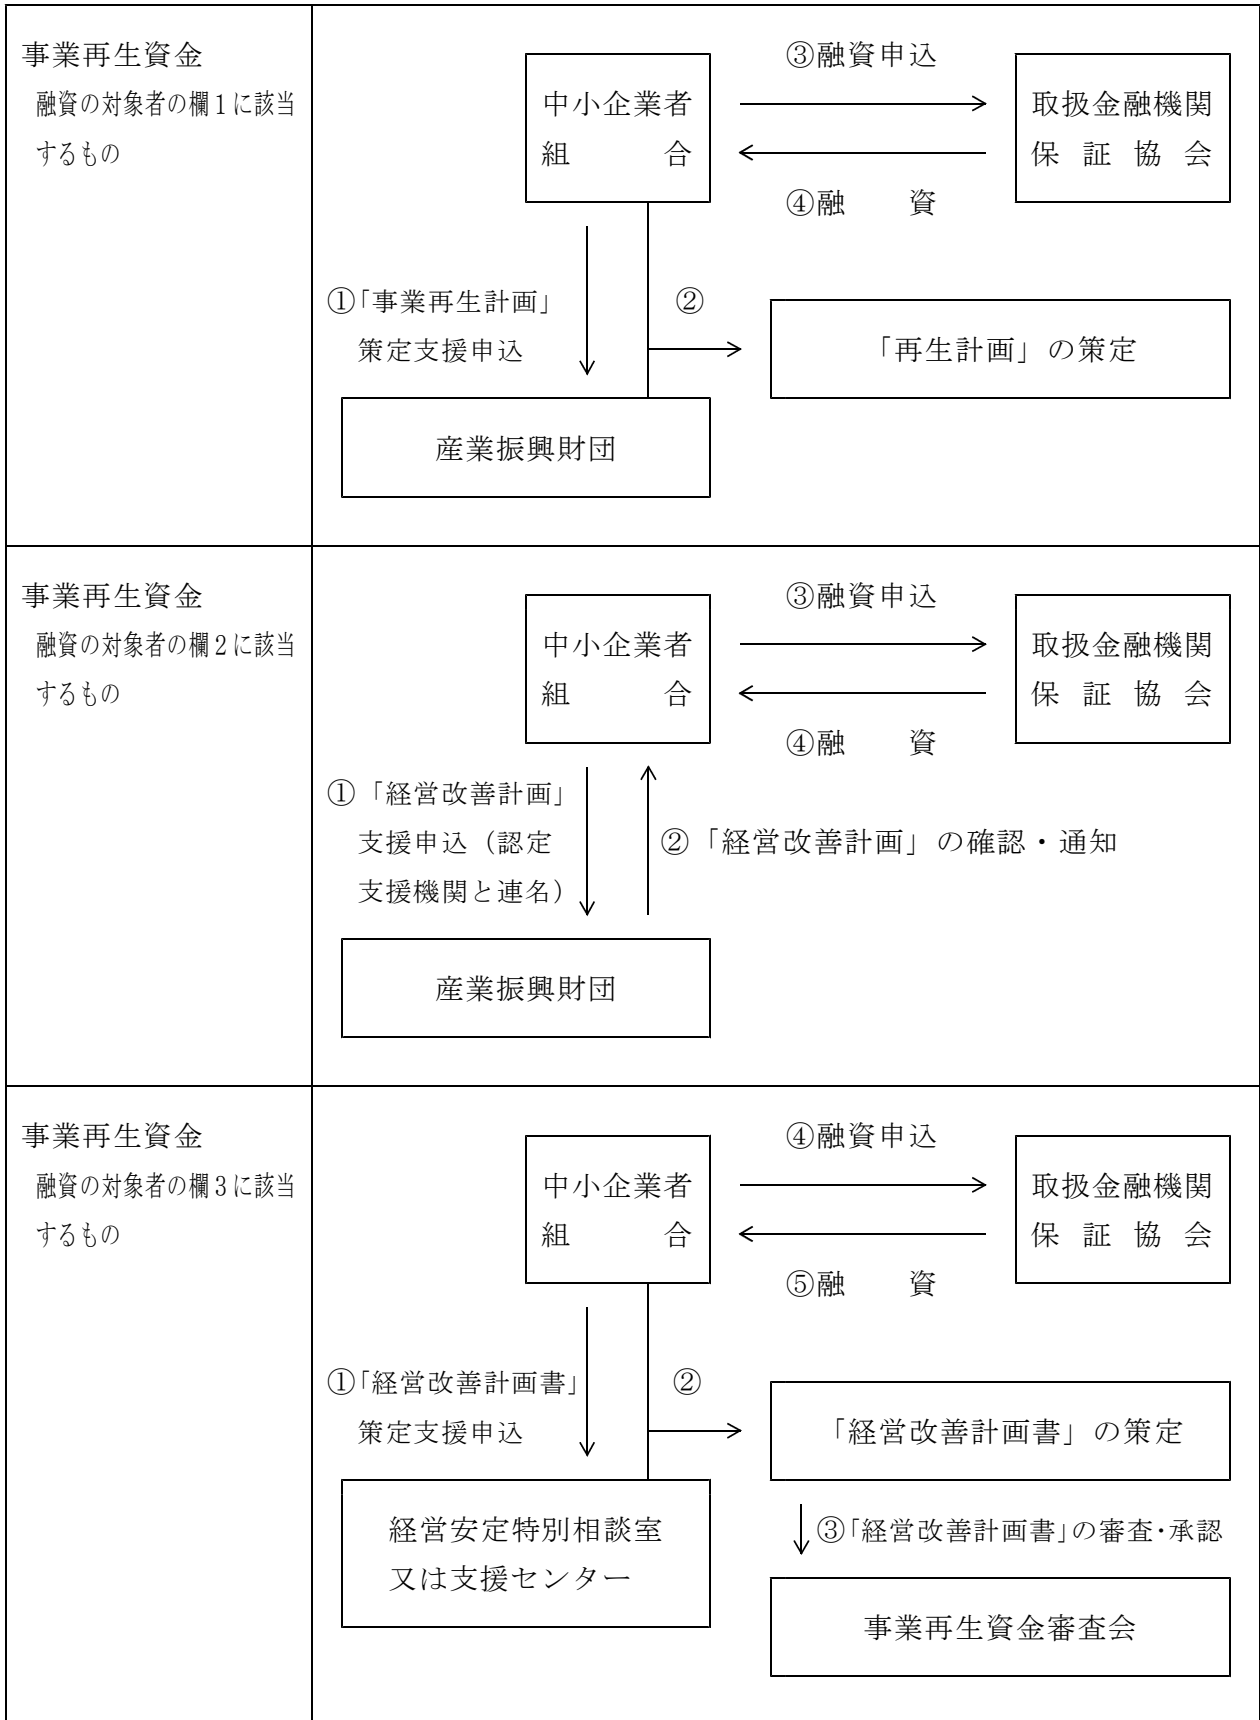 事業再生資金
融資の対象者の欄1に該当
するもの
③融資申込
中小企業者
組　　合
取扱金融機関
保証協会
④融　　資
①「事業再生計画」
策定支援申込
②
「再生計画」の策定
産業振興財団
事業再生資金
融資の対象者の欄2に該当
するもの
③融資申込
中小企業者
組　　合
取扱金融機関
保証協会
④融　　資
①「経営改善計画」
支援申込（認定
支援機関と連名）
②「経営改善計画」の確認・通知
産業振興財団
事業再生資金
融資の対象者の欄3に該当
するもの
④融資申込
中小企業者
組　　合
取扱金融機関
保証協会
⑤融　　資
①「経営改善計画書」
策定支援申込
②
「経営改善計画書」の策定
経営安定特別相談室
又は支援センター
③「経営改善計画書」の審査・承認
事業再生資金審査会